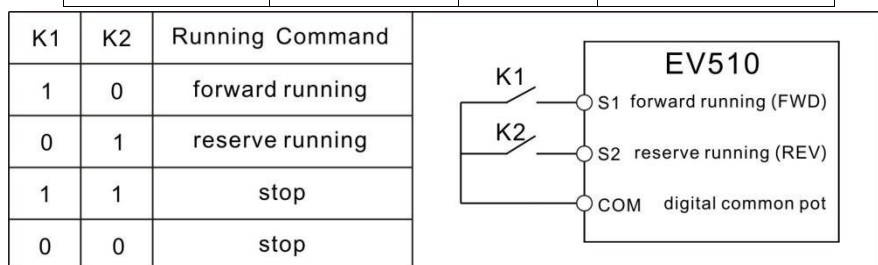 K1 K2 Running Command
1 0 forward running
0 1 reserve running
1 1 stop
0 0 stop
EV510
K1
S1 forward running (FWD)
K2
S2 reserve running (REV)
COM digital common pot